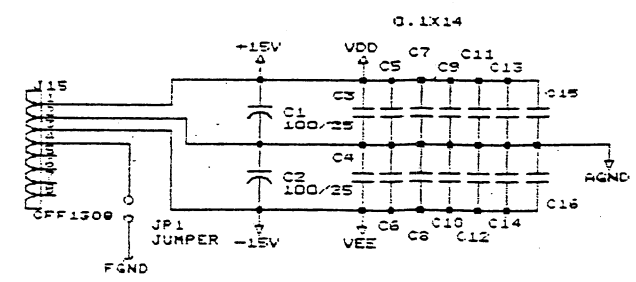 0.1X14
+15V
VDD
C7
C11
C5
C9
C13
J15
C3
C15
C1
100/25
C4
AGND
C2
100/25
CFF1308
C16
JP1
JUMPER
-15V
VEE
C6
C8
C10
C12
C14
FGND